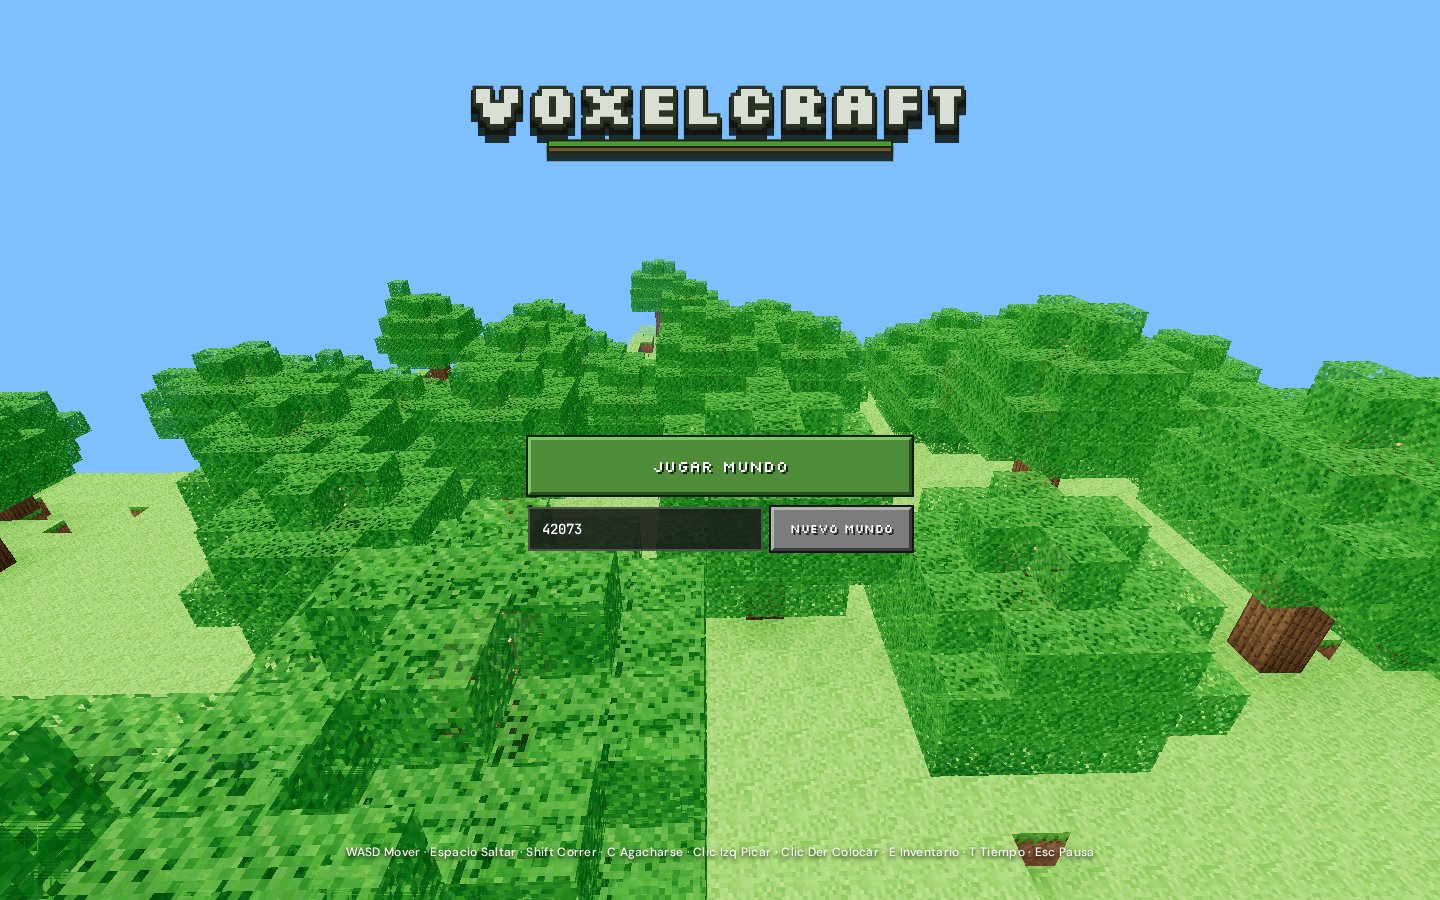 VOXELCRAFT
JUGAR MUNDO
42073
NUEVO MUNDO
WASD Mover · Espacio Saltar · Shift Correr · C Agacharse · Clic Izq Picar · Clic Der Colocar · E Inventario · T Tiempo · Esc Pausa